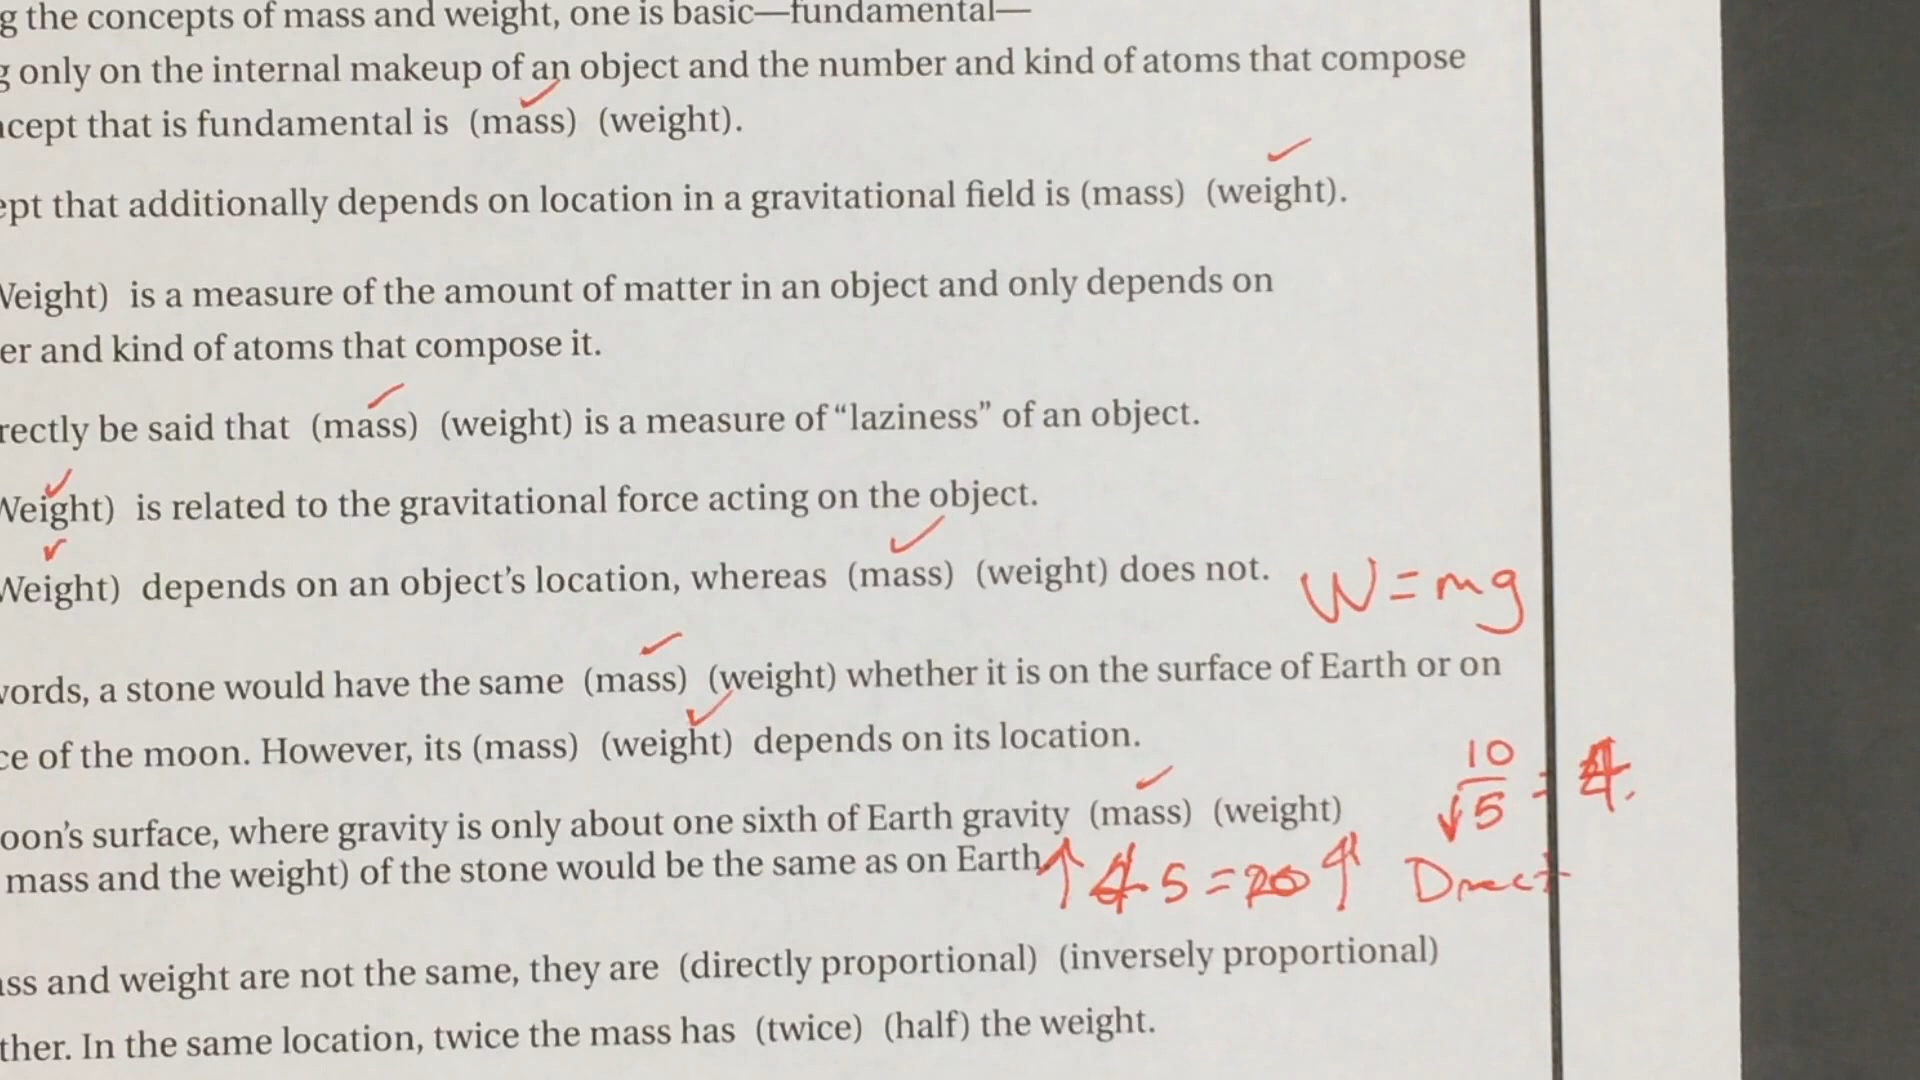 g the concepts of mass and weight, one is basic—fundamental—
g only on the internal makeup of an object and the number and kind of atoms that compose
cept that is fundamental is (mass) (weight).
ept that additionally depends on location in a gravitational field is (mass) (weight).
Weight) is a measure of the amount of matter in an object and only depends on
er and kind of atoms that compose it.
rectly be said that (mass) (weight) is a measure of “laziness” of an object.
Weight) is related to the gravitational force acting on the object.
Weight) depends on an object’s location, whereas (mass) (weight) does not. W = mg
words, a stone would have the same (mass) (weight) whether it is on the surface of Earth or on
ce of the moon. However, its (mass) (weight) depends on its location.
10
oon’s surface, where gravity is only about one sixth of Earth gravity (mass) (weight) ↓5 = 4.
mass and the weight) of the stone would be the same as on Earth ↑ 4 5 = 20 ↑ Direct
ass and weight are not the same, they are (directly proportional) (inversely proportional)
ther. In the same location, twice the mass has (twice) (half) the weight.